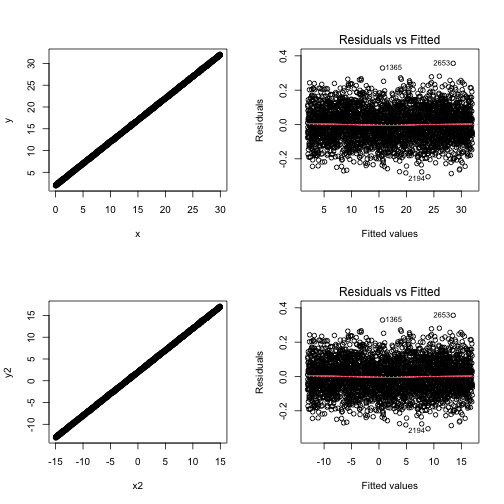 y
30
25
20
15
10
5
0 5 10 15 20 25 30
x
Residuals vs Fitted
Residuals
0.4
0.0
-0.2
1365
2653
2194
5 10 15 20 25 30
Fitted values
y2
15
10
5
0
-5
-10
-15 -10 -5 0 5 10 15
x2
Residuals vs Fitted
Residuals
0.4
0.2
0.0
-0.2
1365
2653
2194
-10 -5 0 5 10 15
Fitted values